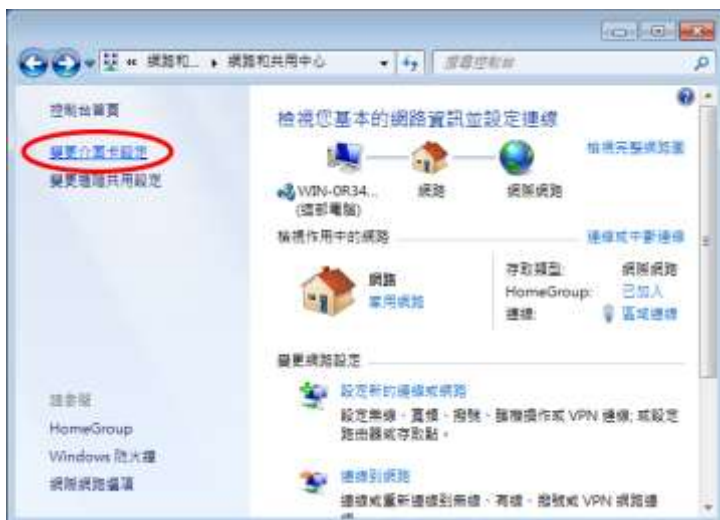 « 網路和... ▸ 網路和共用中心
搜尋控制台
控制台首頁
變更介面卡設定
變更進階共用設定
檢視您基本的網路資訊並設定連線
檢視完整網路圖
WIN-0R34...
(這部電腦)
網路
網際網路
檢視作用中的網路
連線或中斷連線
網路
家用網路
存取類型:
網際網路
HomeGroup:
已加入
連線:
區域連線
變更網路設定
設定新的連線或網路
設定無線、寬頻、撥號、臨機操作或 VPN 連線; 或設定
路由器或存取點。
連線到網路
連線或重新連線到無線、有線、撥號或 VPN 網路連
請參閱
HomeGroup
Windows 防火牆
網際網路選項